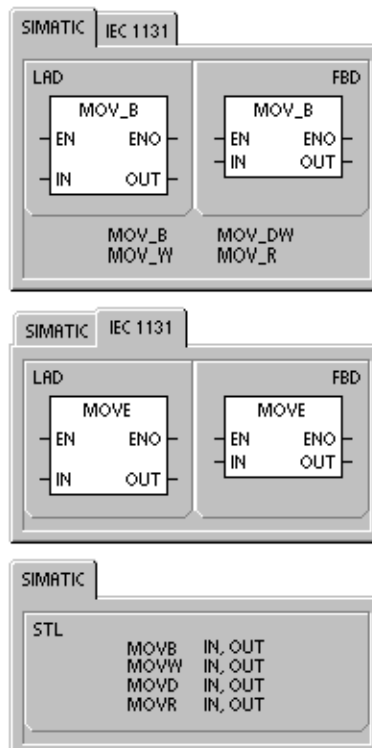 SIMATIC IEC 1131
LAD FBD
MOV_B MOV_B
EN ENO EN ENO
IN OUT IN OUT
MOV_B MOV_DW
MOV_W MOV_R
SIMATIC IEC 1131
LAD FBD
MOVE MOVE
EN ENO EN ENO
IN OUT IN OUT
SIMATIC
STL
MOVB IN, OUT
MOVW IN, OUT
MOVD IN, OUT
MOVR IN, OUT